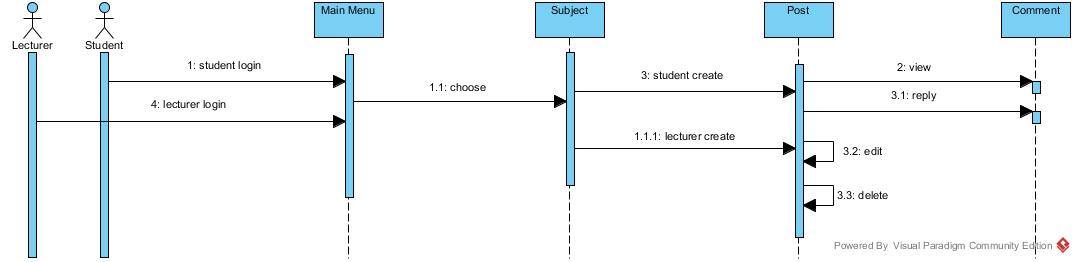 Main Menu
Subject
Post
Comment
Lecturer
Student
1: student login
2: view
3: student create
1.1: choose
3.1: reply
4: lecturer login
1.1.1: lecturer create
3.2: edit
3.3: delete
Powered By Visual Paradigm Community Edition